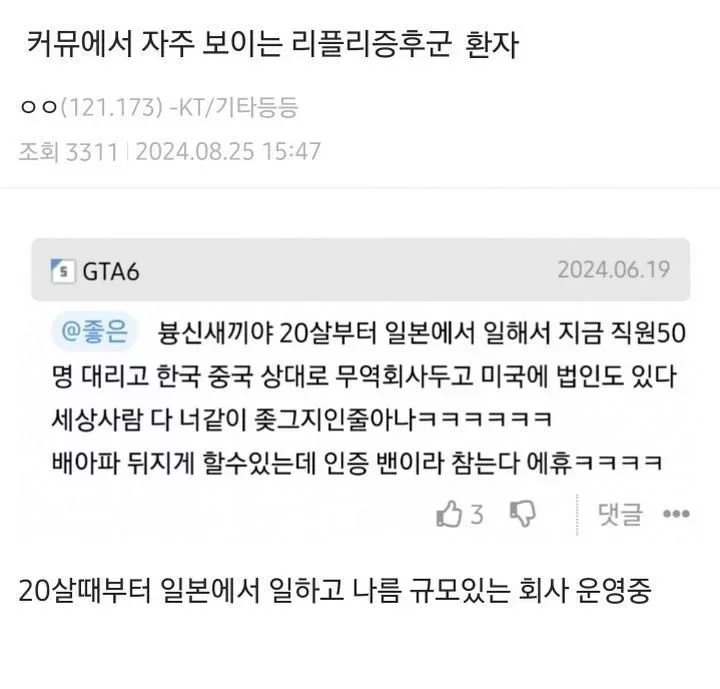 커뮤에서 자주 보이는 리플리증후군 환자
ㅇㅇ(121.173) -KT/기타등등
조회 3311 2024.08.25 15:47
5 GTA6 2024.06.19
@좋은 븅신새끼야 20살부터 일본에서 일해서 지금 직원50
명 대리고 한국 중국 상대로 무역회사두고 미국에 법인도 있다
세상사람 다 너같이 좆그지인줄아나ㅋㅋㅋㅋㅋㅋ
배아파 뒤지게 할수있는데 인증 밴이라 참는다 에휴ㅋㅋㅋㅋ
3 댓글 •••
20살때부터 일본에서 일하고 나름 규모있는 회사 운영중